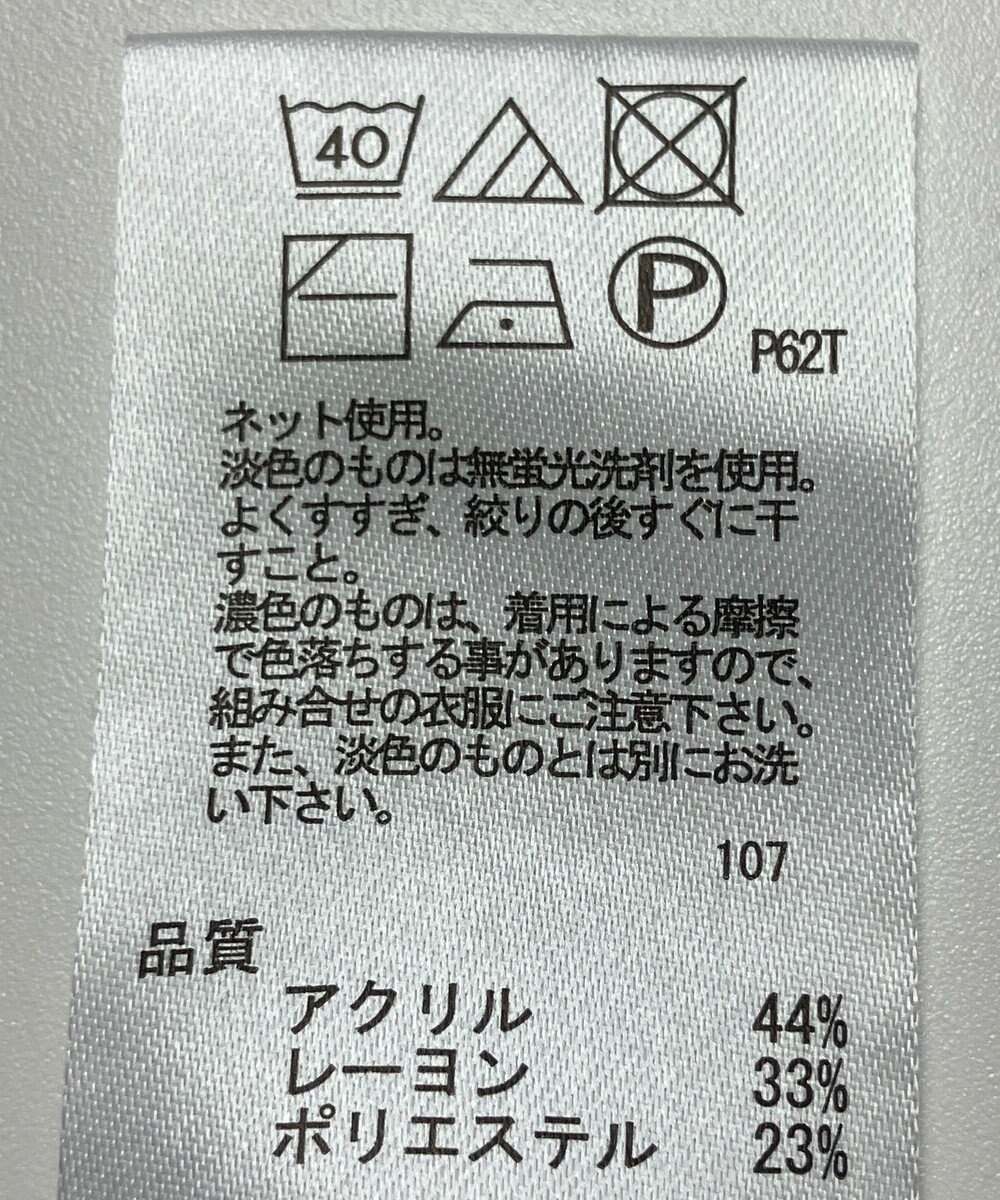 40
P
P62T
ネット使用。
淡色のものは無蛍光洗剤を使用。
よくすすぎ、絞りの後すぐに干
すこと。
濃色のものは、着用による摩擦
で色落ちする事がありますので、
組み合せの衣服にご注意下さい。
また、淡色のものとは別にお洗
い下さい。
107
品質
アクリル 44%
レーヨン 33%
ポリエステル 23%